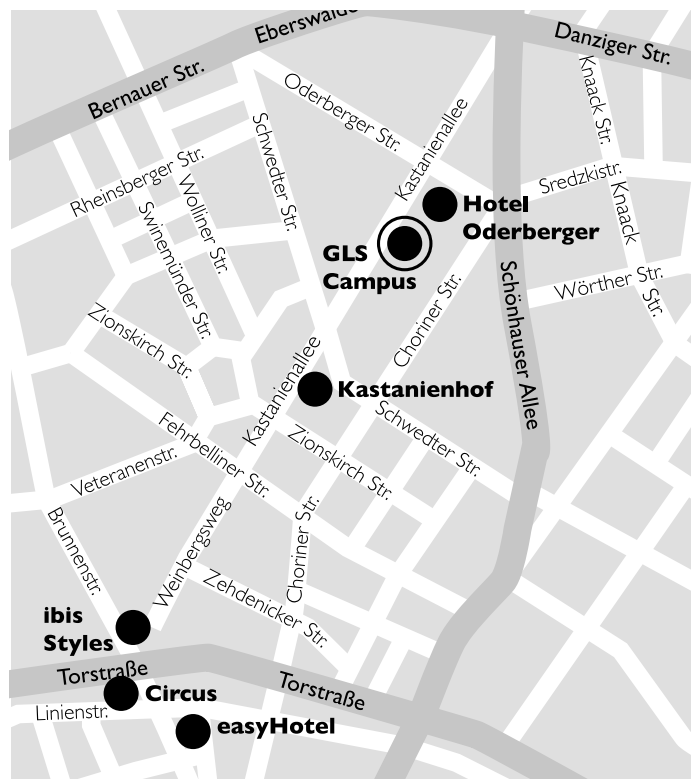 Eberswalde
Danziger Str.
Bernauer Str.
Oderberger Str.
Knaack Str.
Kastanienallee
Schwedter Str.
Rheinsberger Str.
Sredzkistr.
Wolliner Str.
Knaack
Str.
Swinemünder Str.
Hotel
Oderberger
GLS
Campus
Wörther Str.
Schönhauser Allee
Choriner Str.
Zionskirch Str.
Kastanienallee
Kastanienhof
Schwedter Str.
Fehrbelliner Str.
Zionskirch Str.
Veteranenstr.
Brunnenstr.
Weinbergsweg
Choriner Str.
Zehdenicker Str.
ibis
Styles
Torstraße
Torstraße
Circus
Linienstr.
easyHotel